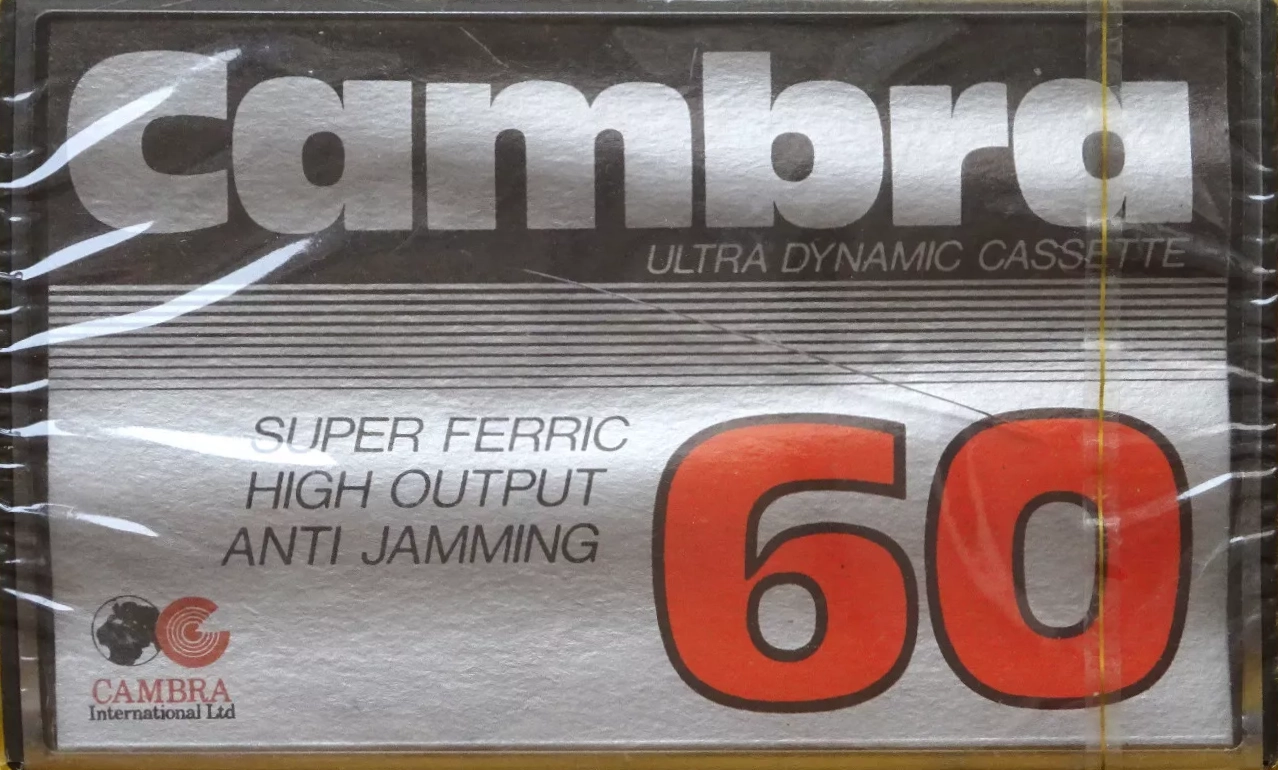 Cambra
ULTRA DYNAMIC CASSETTE
SUPER FERRIC
HIGH OUTPUT
ANTI JAMMING
60
CAMBRA
International Ltd